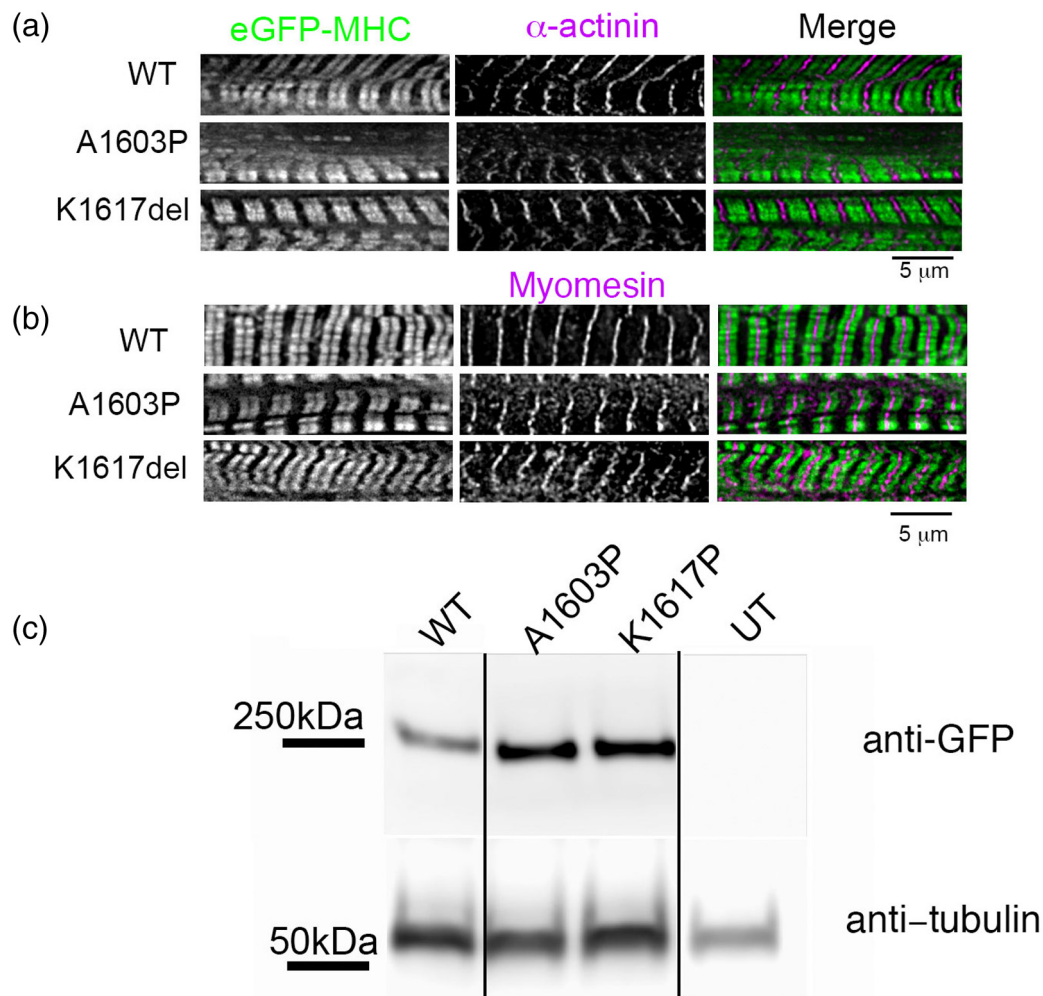 (a)
eGFP-MHC α-actinin Merge
WT
A1603P
K1617del
5 μm
Myomesin
(b)
WT
A1603P
K1617del
5 μm
(c)
WT A1603P K1617P UT
250kDa
anti-GFP
50kDa
anti–tubulin